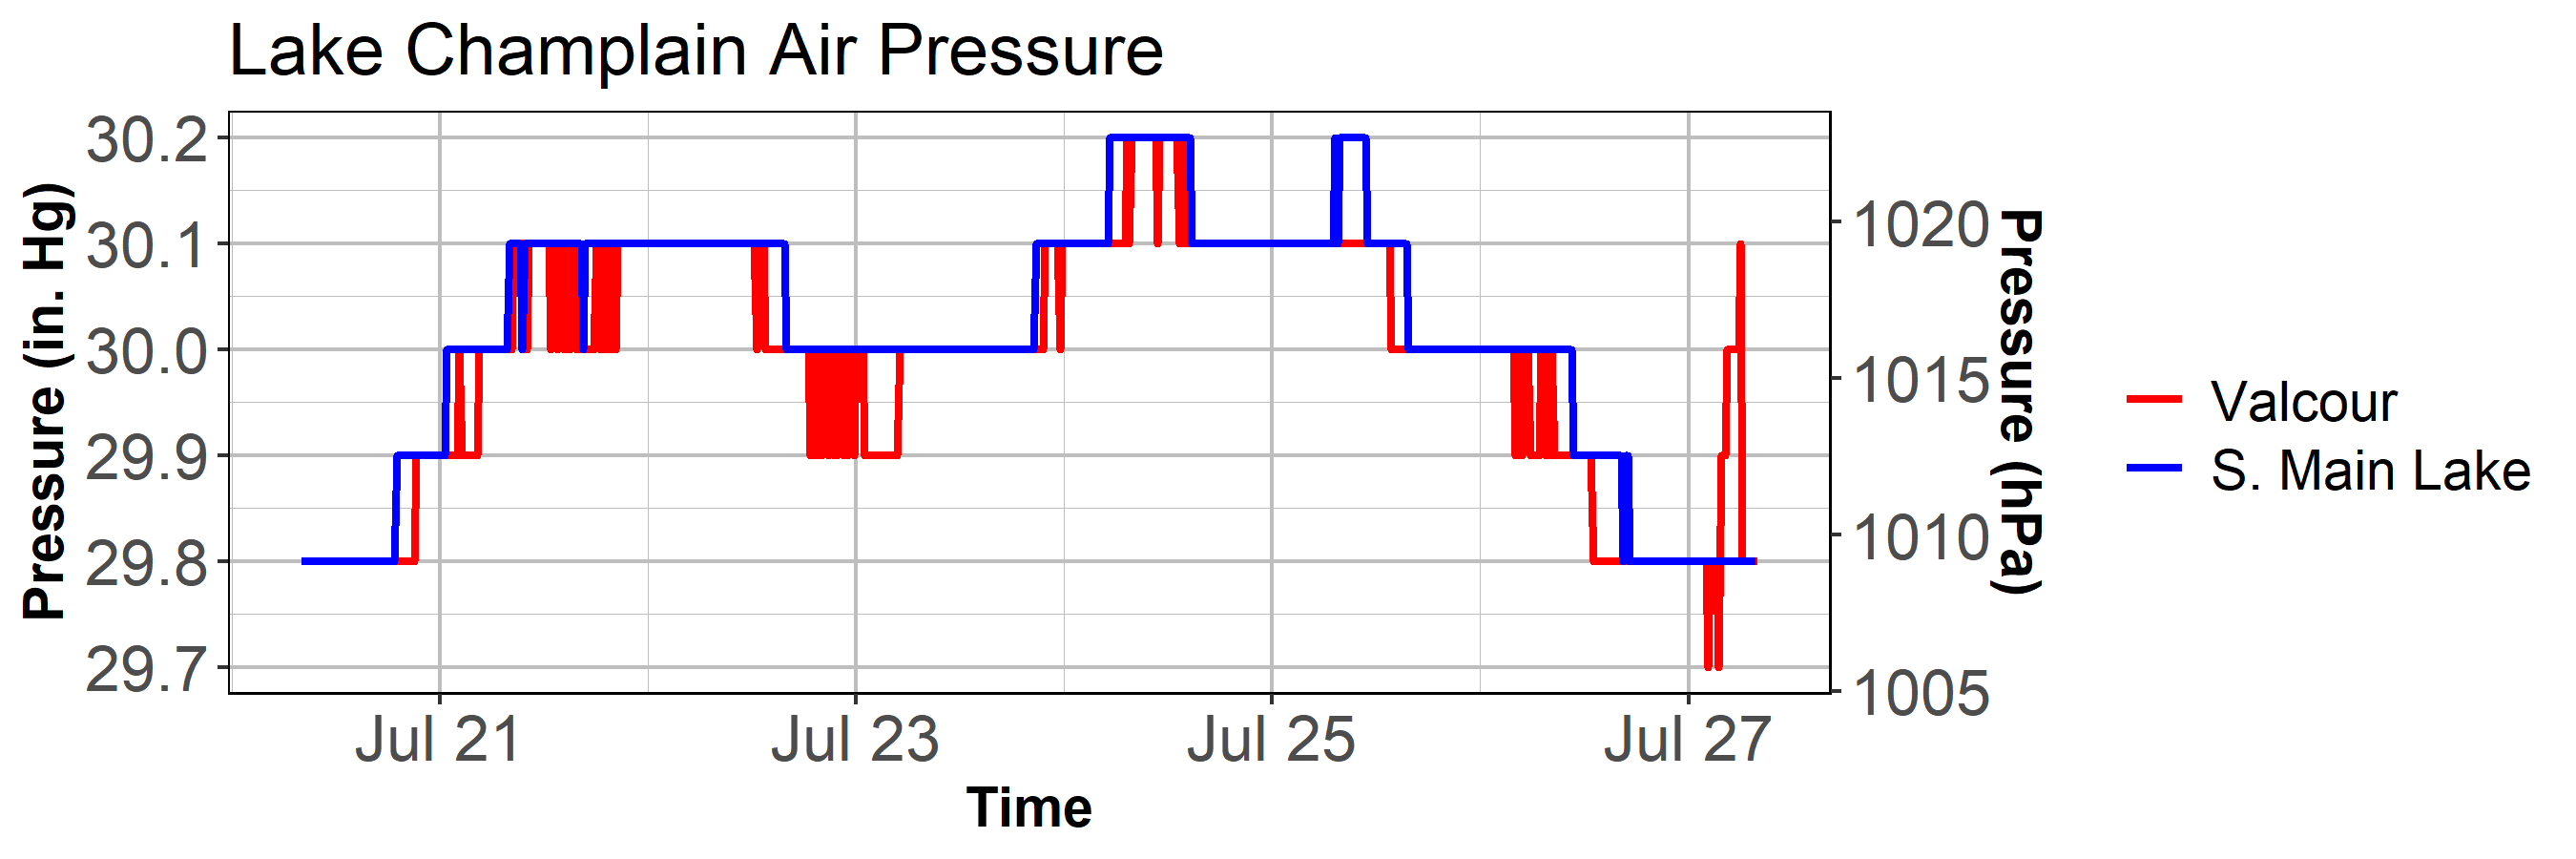 Lake Champlain Air Pressure
Pressure (in. Hg)
30.2
30.1
30.0
29.9
29.8
29.7
1020
1015
1010
1005
Pressure (hPa)
Jul 21
Jul 23
Jul 25
Jul 27
Time
Valcour
S. Main Lake